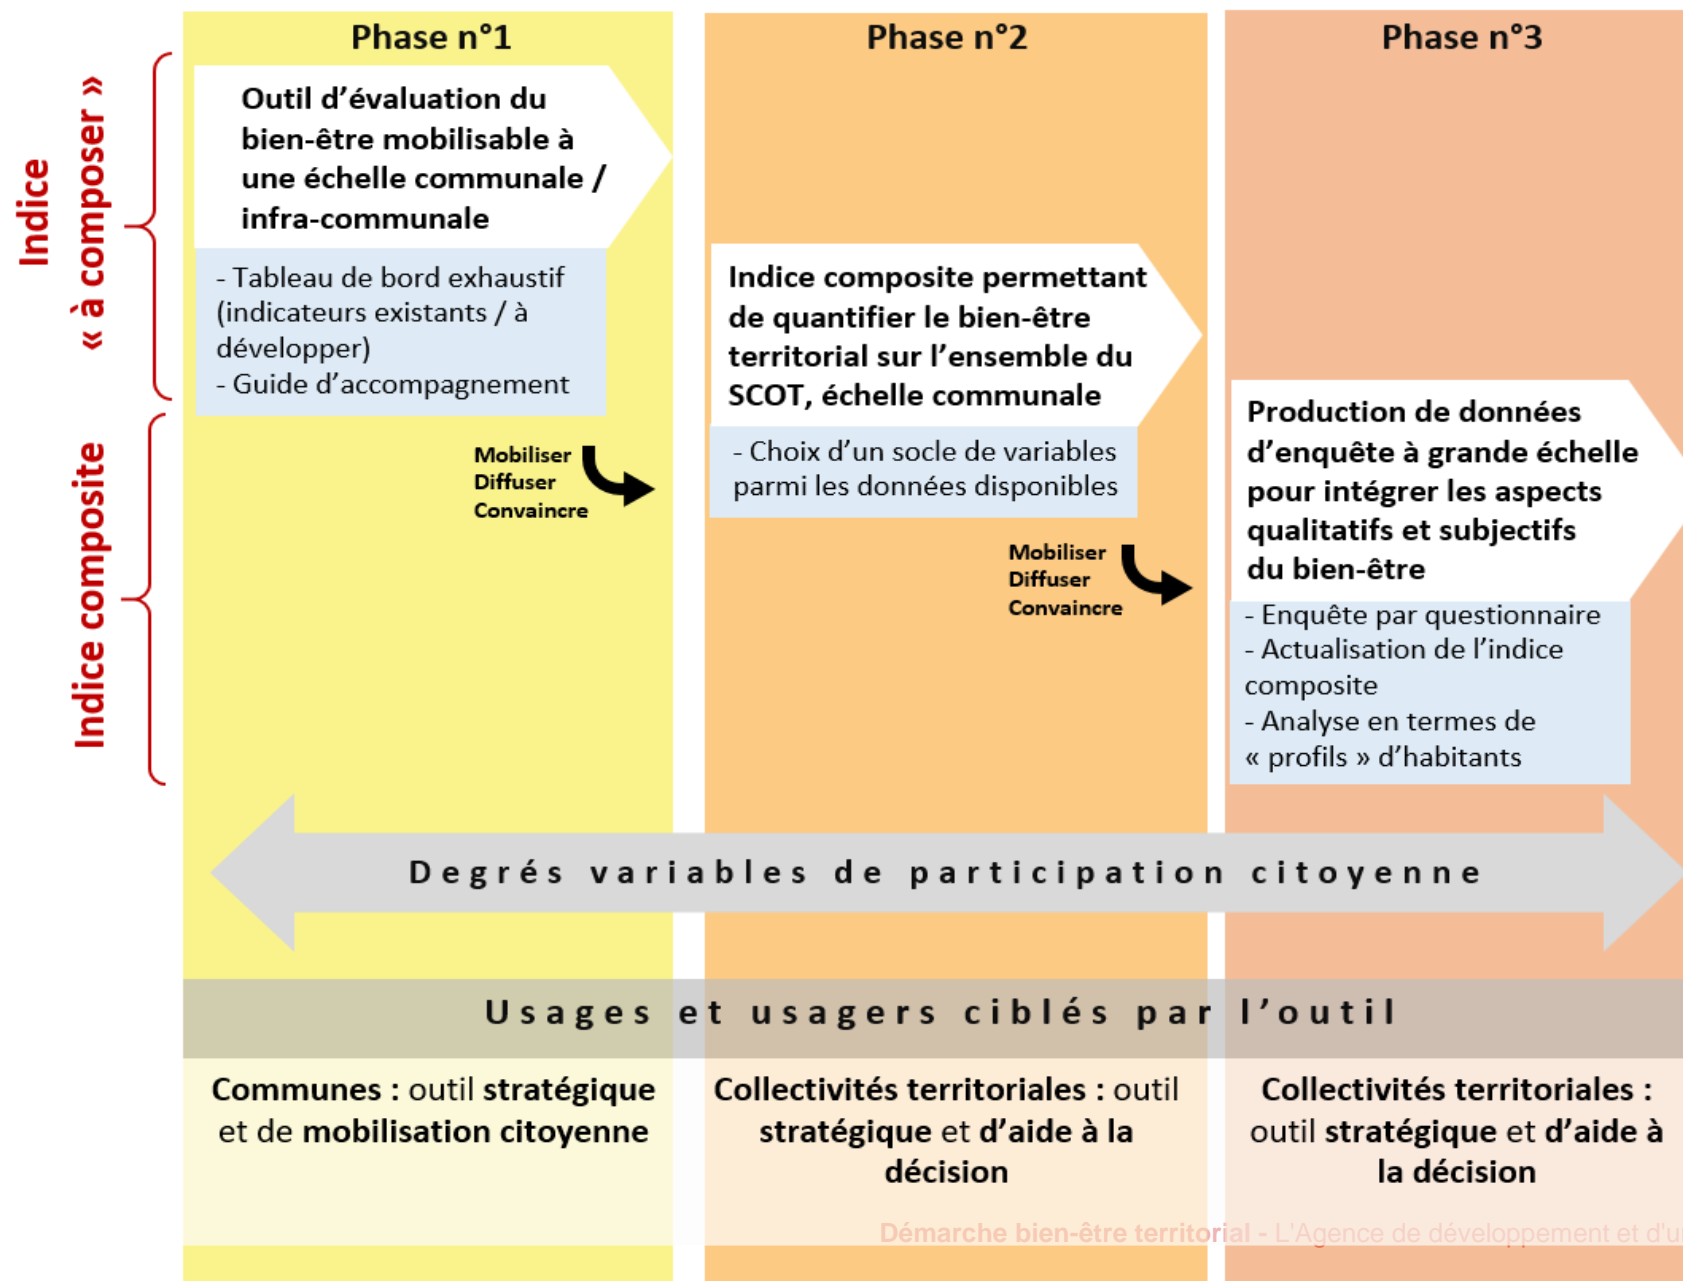 Phase n°1
Phase n°2
Phase n°3
Indice
« à composer »
Indice composite
Outil d’évaluation du
bien-être mobilisable à
une échelle communale /
infra-communale
- Tableau de bord exhaustif
(indicateurs existants / à
développer)
- Guide d’accompagnement
Mobiliser
Diffuser
Convaincre
Indice composite permettant
de quantifier le bien-être
territorial sur l’ensemble du
SCOT, échelle communale
- Choix d’un socle de variables
parmi les données disponibles
Mobiliser
Diffuser
Convaincre
Production de données
d’enquête à grande échelle
pour intégrer les aspects
qualitatifs et subjectifs
du bien-être
- Enquête par questionnaire
- Actualisation de l’indice
composite
- Analyse en termes de
« profils » d’habitants
Degrés variables de participation citoyenne
Usages et usagers ciblés par l’outil
Communes : outil stratégique
et de mobilisation citoyenne
Collectivités territoriales : outil
stratégique et d’aide à la
décision
Collectivités territoriales :
outil stratégique et d’aide à
la décision
Démarche bien-être territorial - L'Agence de développement et d'u